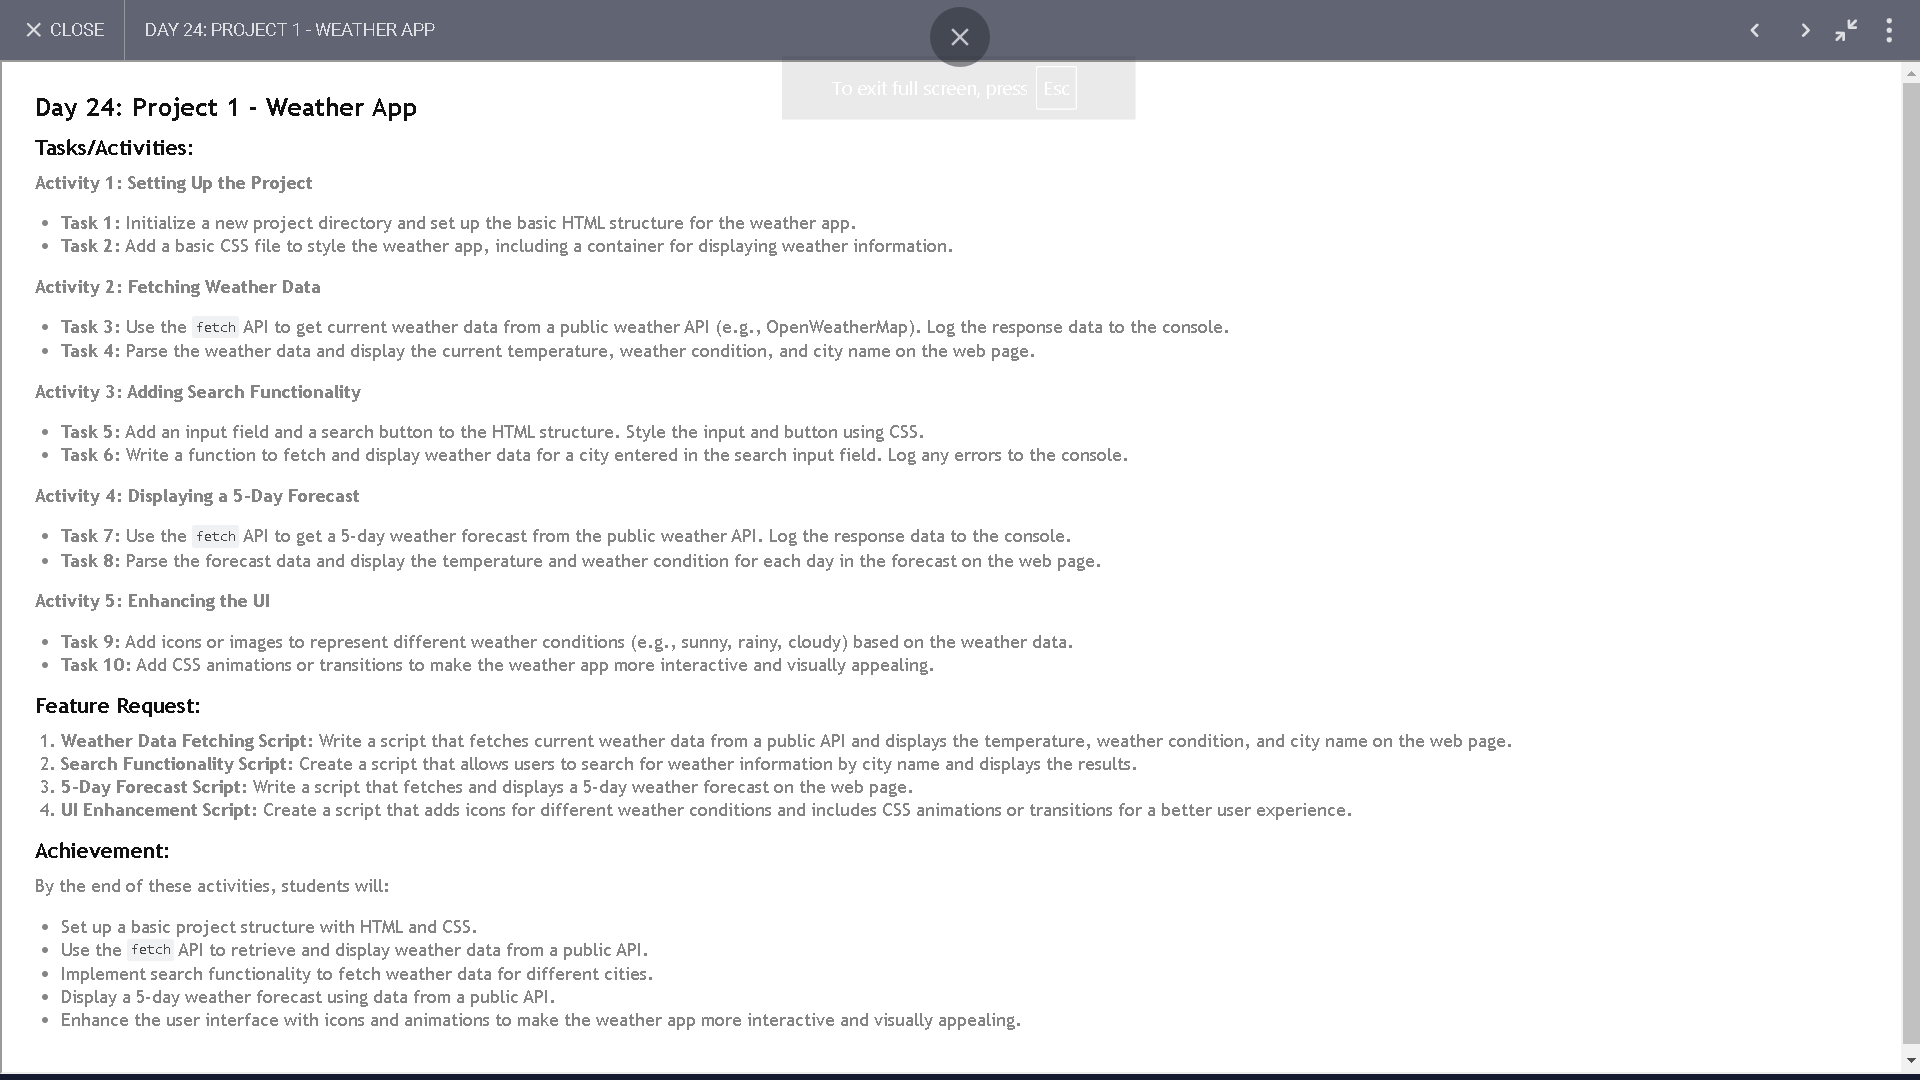 CLOSE
DAY 24: PROJECT 1 - WEATHER APP
To exit full screen, press Esc
Day 24: Project 1 - Weather App
Tasks/Activities:
Activity 1: Setting Up the Project
• Task 1: Initialize a new project directory and set up the basic HTML structure for the weather app.
• Task 2: Add a basic CSS file to style the weather app, including a container for displaying weather information.
Activity 2: Fetching Weather Data
• Task 3: Use the fetch API to get current weather data from a public weather API (e.g., OpenWeatherMap). Log the response data to the console.
• Task 4: Parse the weather data and display the current temperature, weather condition, and city name on the web page.
Activity 3: Adding Search Functionality
• Task 5: Add an input field and a search button to the HTML structure. Style the input and button using CSS.
• Task 6: Write a function to fetch and display weather data for a city entered in the search input field. Log any errors to the console.
Activity 4: Displaying a 5-Day Forecast
• Task 7: Use the fetch API to get a 5-day weather forecast from the public weather API. Log the response data to the console.
• Task 8: Parse the forecast data and display the temperature and weather condition for each day in the forecast on the web page.
Activity 5: Enhancing the UI
• Task 9: Add icons or images to represent different weather conditions (e.g., sunny, rainy, cloudy) based on the weather data.
• Task 10: Add CSS animations or transitions to make the weather app more interactive and visually appealing.
Feature Request:
1. Weather Data Fetching Script: Write a script that fetches current weather data from a public API and displays the temperature, weather condition, and city name on the web page.
2. Search Functionality Script: Create a script that allows users to search for weather information by city name and displays the results.
3. 5-Day Forecast Script: Write a script that fetches and displays a 5-day weather forecast on the web page.
4. UI Enhancement Script: Create a script that adds icons for different weather conditions and includes CSS animations or transitions for a better user experience.
Achievement:
By the end of these activities, students will:
• Set up a basic project structure with HTML and CSS.
• Use the fetch API to retrieve and display weather data from a public API.
• Implement search functionality to fetch weather data for different cities.
• Display a 5-day weather forecast using data from a public API.
• Enhance the user interface with icons and animations to make the weather app more interactive and visually appealing.